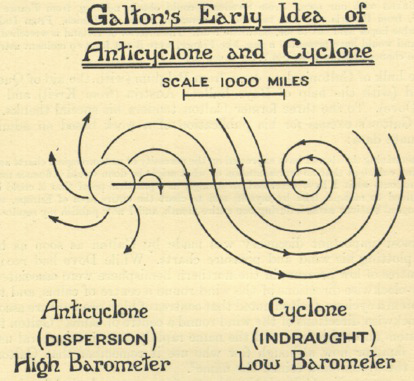 Galton's Early Idea of
Anticyclone and Cyclone
SCALE 1000 MILES
Anticyclone
(DISPERSION)
High Barometer
Cyclone
(INDRAUGHT)
Low Barometer